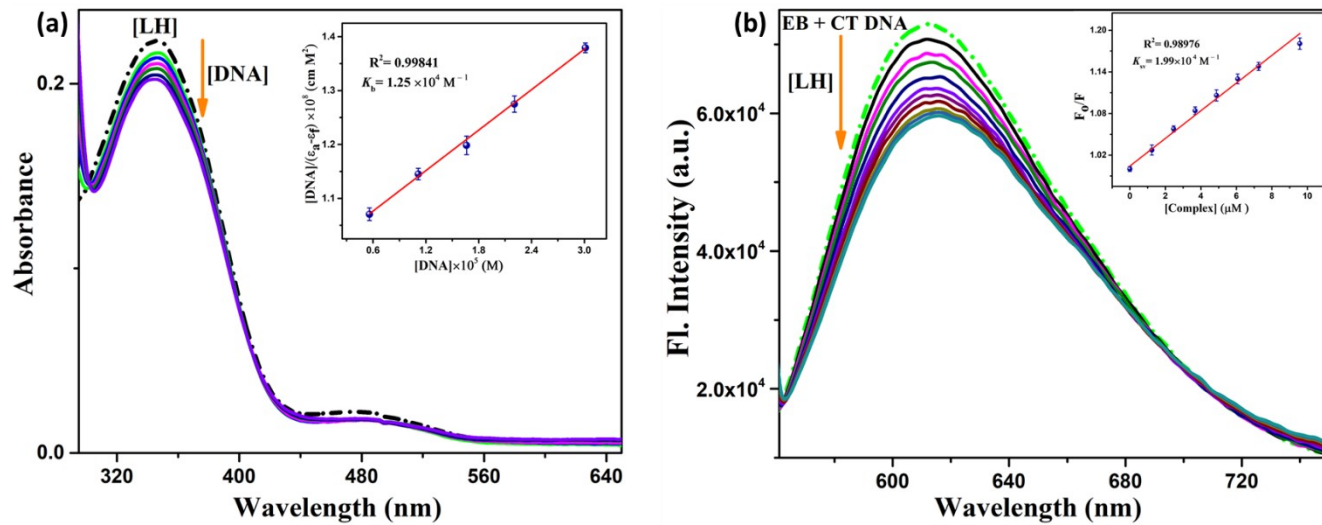 (a)
[LH]
[DNA]
0.2
0.0
Absorbance
320
400
480
560
640
Wavelength (nm)
R²= 0.99841
K_b= 1.25 ×10⁴ M⁻¹
[DNA]/(ε_a-ε_f) ×10⁸ (cm M²)
1.4
1.3
1.2
1.1
0.6
1.2
1.8
2.4
3.0
[DNA]×10⁵ (M)
(b)
EB + CT DNA
[LH]
6.0x10⁴
4.0x10⁴
2.0x10⁴
Fl. Intensity (a.u.)
600
640
680
720
Wavelength (nm)
R²= 0.98976
K_sv= 1.99×10⁴ M⁻¹
F₀/F
1.20
1.14
1.08
1.02
0
2
4
6
8
10
[Complex] (μM )